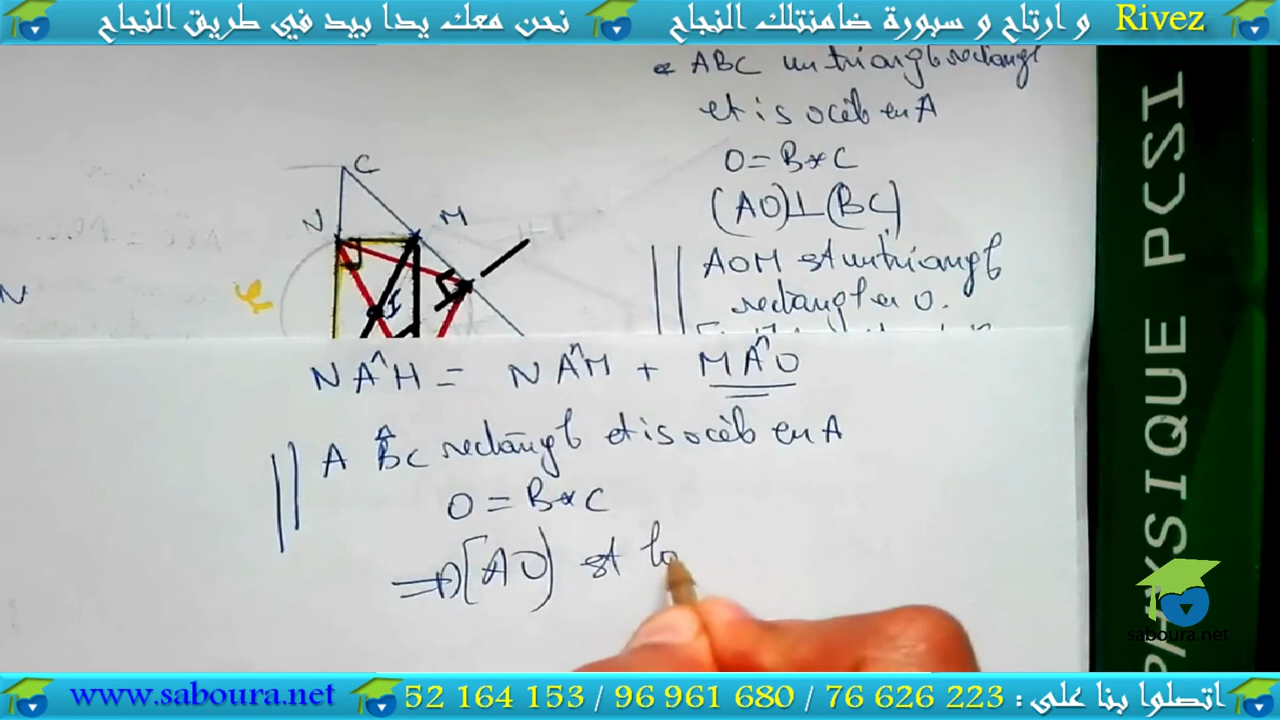 نحن معك يدا بيد في طريق النجاح
Rivez و ارتاح و سبورة ضامنتلك النجاح
ABC un triangle rectangle
et isocèle en A
O = B*C
(AO)⊥(BC)
AOM est un triangle
rectangle en O.
C
N
M
I
N
NÂH = NÂM + MÂO
ABC rectangle et isocèle en A
O = B*C
⇒ [AO) est la
PHYSIQUE PCSI
saboura.net
www.saboura.net
اتصلوا بنا على : 76 626 223 / 96 961 680 / 52 164 153